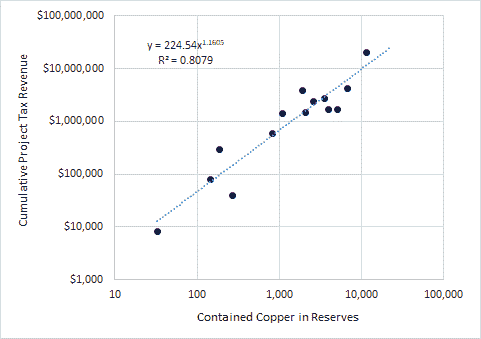 $100,000,000
$10,000,000
$1,000,000
$100,000
$10,000
$1,000
Cumulative Project Tax Revenue
y = 224.54x^1.1605
R² = 0.8079
10
100
1,000
10,000
100,000
Contained Copper in Reserves